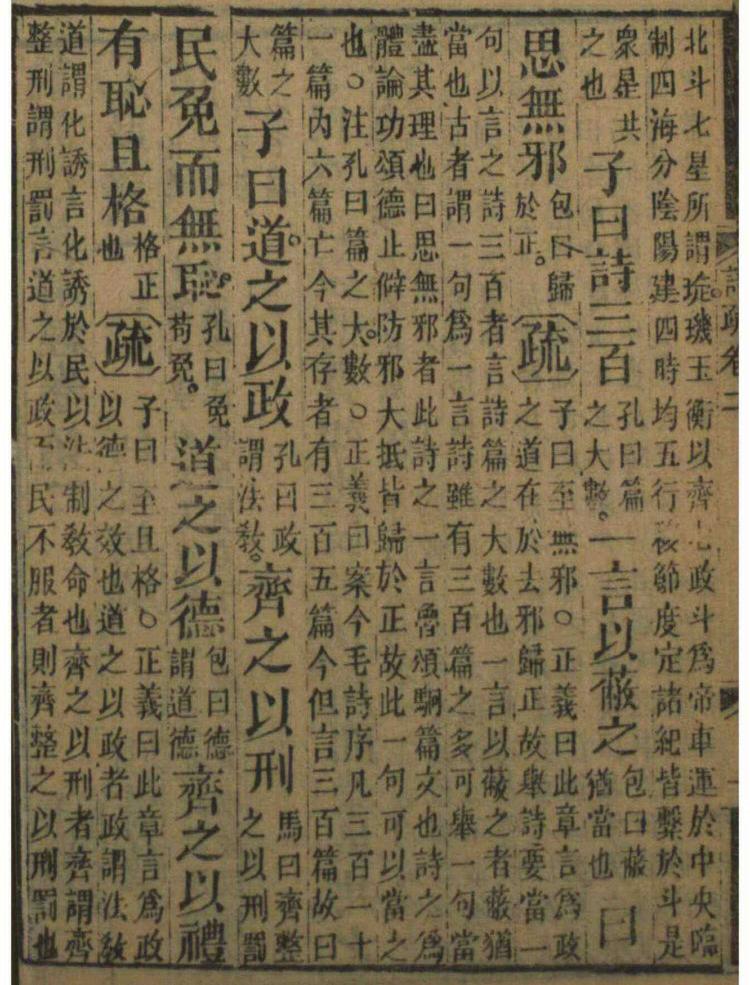 語疏卷二
北斗七星所謂琁璣玉衡以齊七政斗爲帝車運於中央臨
制四海分陰陽建四時均五行移節度定諸紀皆繫於斗是
衆星共
之也
子曰詩三百
孔曰篇
之大數。
一言以蔽之
包曰蔽
猶當也
曰
思無邪
包曰歸
於正。
疏
子曰至無邪○正義曰此章言爲政
之道在於去邪歸正故舉詩要當一
句以言之詩三百者言詩篇之大數也一言以蔽之者蔽猶
當也古者謂一句爲一言詩雖有三百篇之多可舉一句當
盡其理也曰思無邪者此詩之一言魯頌駉篇文也詩之爲
體論功頌德止僻防邪大抵皆歸於正故此一句可以當之
也○注孔曰篇之大數○正義曰案今毛詩序凡三百一十
一篇內六篇亡今其存者有三百五篇今但言三百篇故曰
篇之
大數
子曰道之以政
孔曰政
謂法教。
齊之以刑
馬曰齊整
之以刑罰
民免而無恥。
孔曰免
苟免。
道之以德
包曰德
謂道德
齊之以禮
有恥且格
格正
也
疏
子曰至且格○正義曰此章言爲政
以德之效也道之以政者政謂法教
道謂化誘言化誘於民以法制教命也齊之以刑者齊謂齊
整刑謂刑罰言道之以政而民不服者則齊整之以刑罰也